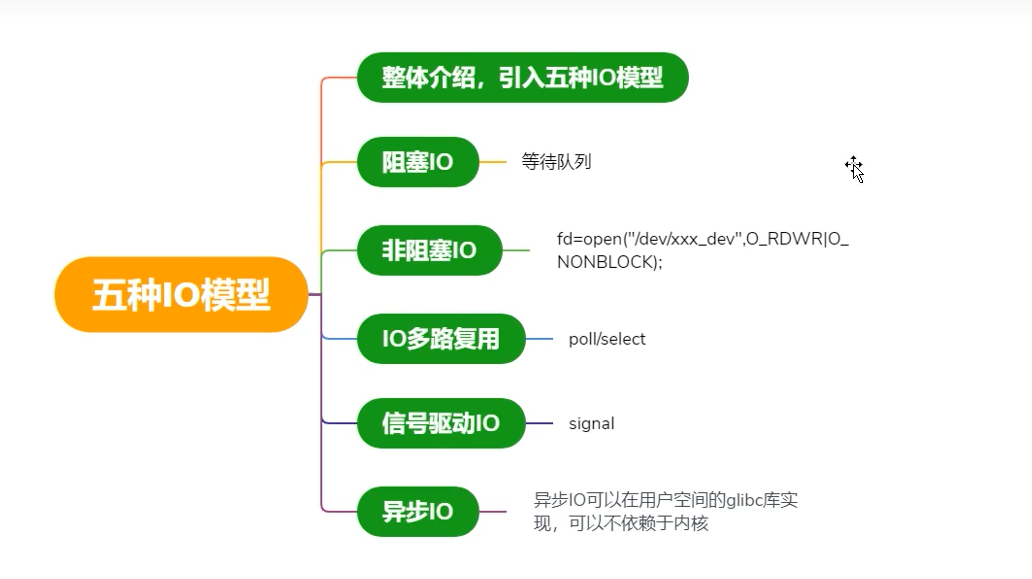 整体介绍，引入五种IO模型
阻塞IO
等待队列
非阻塞IO
fd=open("/dev/xxx_dev",O_RDWR|O_
NONBLOCK);
五种IO模型
IO多路复用
poll/select
信号驱动IO
signal
异步IO
异步IO可以在用户空间的glibc库实
现，可以不依赖于内核